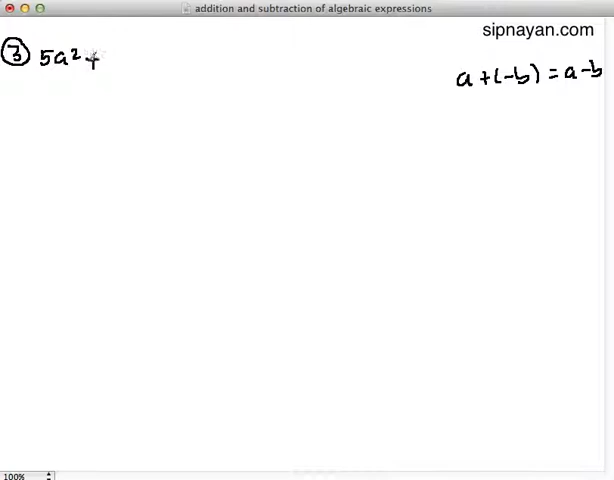 addition and subtraction of algebraic expressions
sipnayan.com
③ 5a² +
a + (-b) = a - b
100%